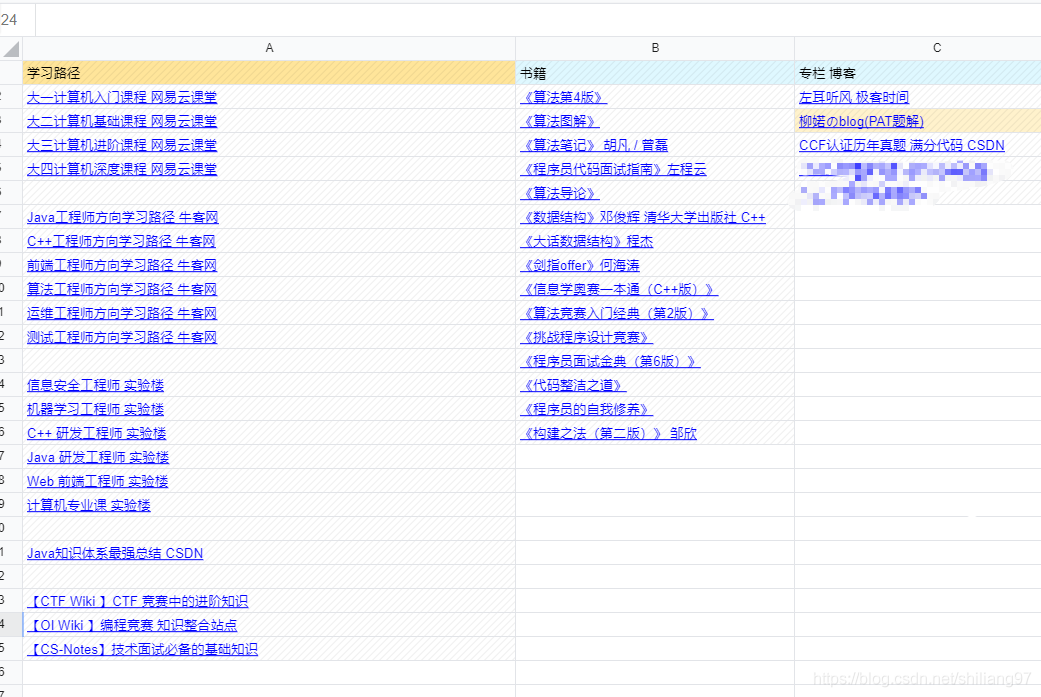 24
A B C
学习路径 书籍 专栏 博客
2 大一计算机入门课程 网易云课堂 《算法第4版》 左耳听风 极客时间
3 大二计算机基础课程 网易云课堂 《算法图解》 柳婼のblog(PAT题解)
4 大三计算机进阶课程 网易云课堂 《算法笔记》 胡凡 / 曾磊 CCF认证历年真题 满分代码 CSDN
5 大四计算机深度课程 网易云课堂 《程序员代码面试指南》左程云
6 《算法导论》
7 Java工程师方向学习路径 牛客网 《数据结构》邓俊辉 清华大学出版社 C++
8 C++工程师方向学习路径 牛客网 《大话数据结构》程杰
9 前端工程师方向学习路径 牛客网 《剑指offer》何海涛
0 算法工程师方向学习路径 牛客网 《信息学奥赛一本通（C++版）》
1 运维工程师方向学习路径 牛客网 《算法竞赛入门经典（第2版）》
2 测试工程师方向学习路径 牛客网 《挑战程序设计竞赛》
3 《程序员面试金典（第6版）》
4 信息安全工程师 实验楼 《代码整洁之道》
5 机器学习工程师 实验楼 《程序员的自我修养》
6 C++ 研发工程师 实验楼 《构建之法（第二版）》 邹欣
7 Java 研发工程师 实验楼
8 Web 前端工程师 实验楼
9 计算机专业课 实验楼
0
1 Java知识体系最强总结 CSDN
2
3 【CTF Wiki 】CTF 竞赛中的进阶知识
4 【OI Wiki 】编程竞赛 知识整合站点
5 【CS-Notes】技术面试必备的基础知识
6
7
https://blog.csdn.net/shiliang97